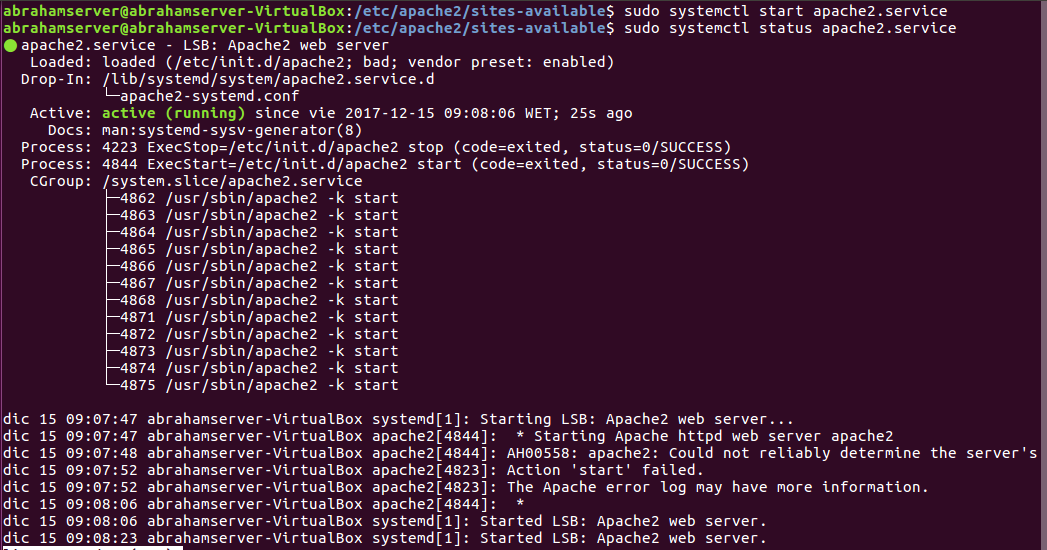 abrahamserver@abrahamserver-VirtualBox:/etc/apache2/sites-available$ sudo systemctl start apache2.service
abrahamserver@abrahamserver-VirtualBox:/etc/apache2/sites-available$ sudo systemctl status apache2.service
● apache2.service - LSB: Apache2 web server
   Loaded: loaded (/etc/init.d/apache2; bad; vendor preset: enabled)
  Drop-In: /lib/systemd/system/apache2.service.d
           └─apache2-systemd.conf
   Active: active (running) since vie 2017-12-15 09:08:06 WET; 25s ago
     Docs: man:systemd-sysv-generator(8)
  Process: 4223 ExecStop=/etc/init.d/apache2 stop (code=exited, status=0/SUCCESS)
  Process: 4844 ExecStart=/etc/init.d/apache2 start (code=exited, status=0/SUCCESS)
   CGroup: /system.slice/apache2.service
           ├─4862 /usr/sbin/apache2 -k start
           ├─4863 /usr/sbin/apache2 -k start
           ├─4864 /usr/sbin/apache2 -k start
           ├─4865 /usr/sbin/apache2 -k start
           ├─4866 /usr/sbin/apache2 -k start
           ├─4867 /usr/sbin/apache2 -k start
           ├─4868 /usr/sbin/apache2 -k start
           ├─4871 /usr/sbin/apache2 -k start
           ├─4872 /usr/sbin/apache2 -k start
           ├─4873 /usr/sbin/apache2 -k start
           ├─4874 /usr/sbin/apache2 -k start
           └─4875 /usr/sbin/apache2 -k start
dic 15 09:07:47 abrahamserver-VirtualBox systemd[1]: Starting LSB: Apache2 web server...
dic 15 09:07:47 abrahamserver-VirtualBox apache2[4844]:  * Starting Apache httpd web server apache2
dic 15 09:07:48 abrahamserver-VirtualBox apache2[4844]: AH00558: apache2: Could not reliably determine the server's
dic 15 09:07:52 abrahamserver-VirtualBox apache2[4823]: Action 'start' failed.
dic 15 09:07:52 abrahamserver-VirtualBox apache2[4823]: The Apache error log may have more information.
dic 15 09:08:06 abrahamserver-VirtualBox apache2[4844]:  *
dic 15 09:08:06 abrahamserver-VirtualBox systemd[1]: Started LSB: Apache2 web server.
dic 15 09:08:23 abrahamserver-VirtualBox systemd[1]: Started LSB: Apache2 web server.